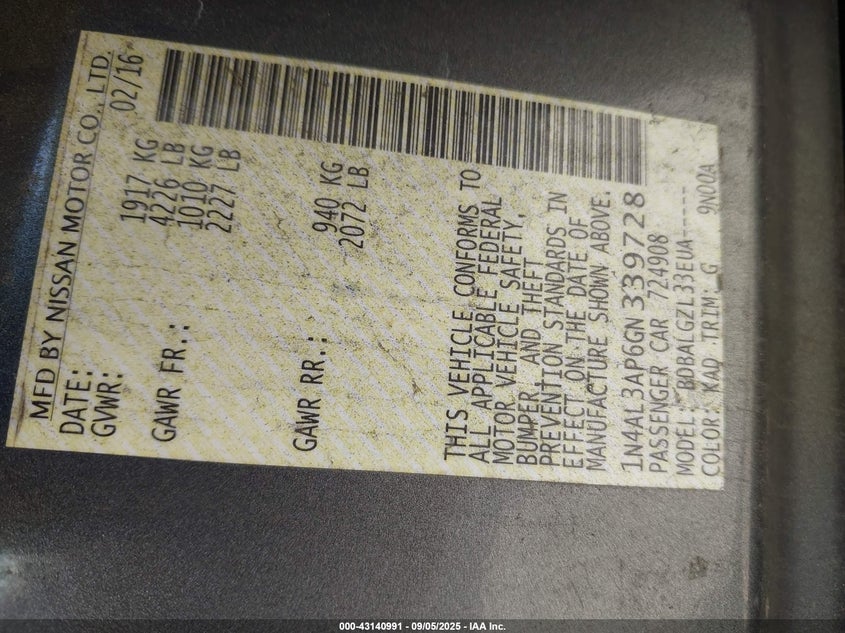 MFD BY NISSAN MOTOR CO., LTD.
DATE: 02/16
GVWR: 1917 KG
4226 LB
GAWR FR.: 1010 KG
2227 LB
GAWR RR.: 940 KG
2072 LB
THIS VEHICLE CONFORMS TO
ALL APPLICABLE FEDERAL
MOTOR VEHICLE SAFETY,
BUMPER AND THEFT
PREVENTION STANDARDS IN
EFFECT ON THE DATE OF
MANUFACTURE SHOWN ABOVE.
1N4AL3AP6GN339728
PASSENGER CAR 724908
MODEL: BDBALGZL33EUA-----
COLOR: KAD TRIM: G 9N00A
000-43140991 - 09/05/2025 - IAA Inc.